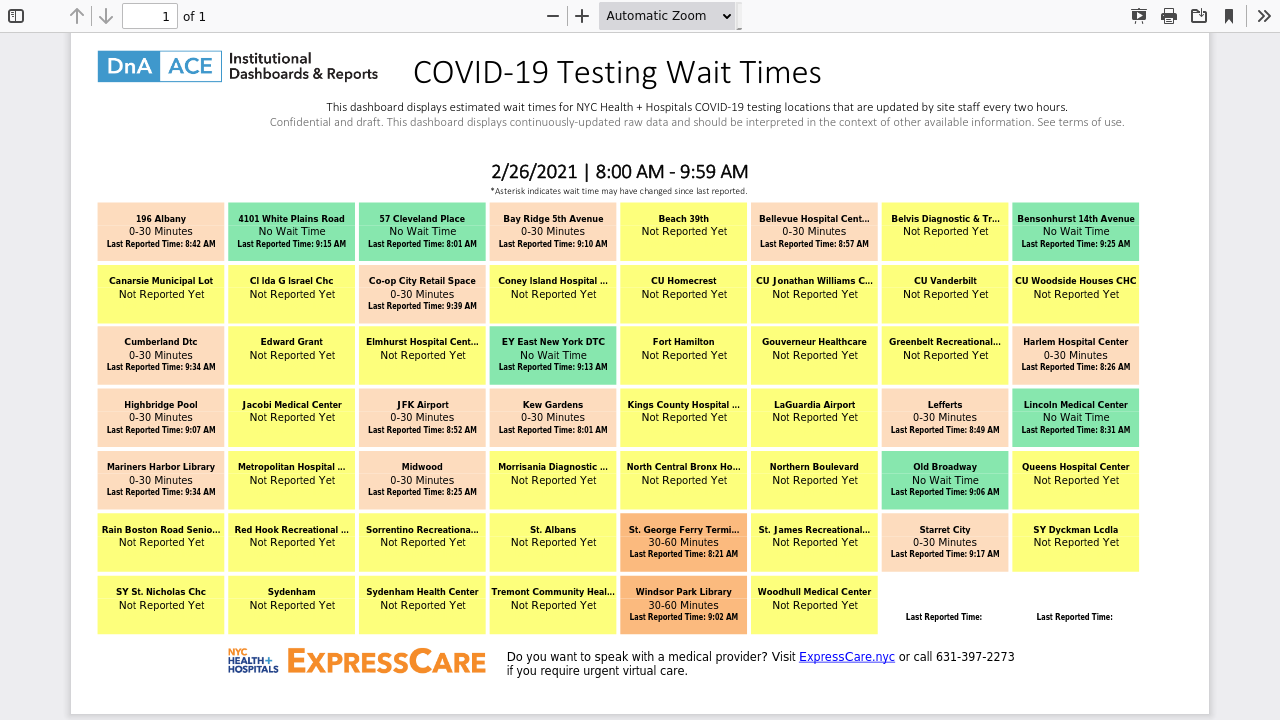 1 of 1
Automatic Zoom
DnA ACE Institutional Dashboards & Reports
COVID-19 Testing Wait Times
This dashboard displays estimated wait times for NYC Health + Hospitals COVID-19 testing locations that are updated by site staff every two hours.
Confidential and draft. This dashboard displays continuously-updated raw data and should be interpreted in the context of other available information. See terms of use.
2/26/2021 | 8:00 AM - 9:59 AM
*Asterisk indicates wait time may have changed since last reported.
196 Albany
0-30 Minutes
Last Reported Time: 8:42 AM
4101 White Plains Road
No Wait Time
Last Reported Time: 9:15 AM
57 Cleveland Place
No Wait Time
Last Reported Time: 8:01 AM
Bay Ridge 5th Avenue
0-30 Minutes
Last Reported Time: 9:10 AM
Beach 39th
Not Reported Yet
Bellevue Hospital Cent...
0-30 Minutes
Last Reported Time: 8:57 AM
Belvis Diagnostic & Tr...
Not Reported Yet
Bensonhurst 14th Avenue
No Wait Time
Last Reported Time: 9:25 AM
Canarsie Municipal Lot
Not Reported Yet
CI Ida G Israel Chc
Not Reported Yet
Co-op City Retail Space
0-30 Minutes
Last Reported Time: 9:39 AM
Coney Island Hospital ...
Not Reported Yet
CU Homecrest
Not Reported Yet
CU Jonathan Williams C...
Not Reported Yet
CU Vanderbilt
Not Reported Yet
CU Woodside Houses CHC
Not Reported Yet
Cumberland Dtc
0-30 Minutes
Last Reported Time: 9:34 AM
Edward Grant
Not Reported Yet
Elmhurst Hospital Cent...
Not Reported Yet
EY East New York DTC
No Wait Time
Last Reported Time: 9:13 AM
Fort Hamilton
Not Reported Yet
Gouverneur Healthcare
Not Reported Yet
Greenbelt Recreational...
Not Reported Yet
Harlem Hospital Center
0-30 Minutes
Last Reported Time: 8:26 AM
Highbridge Pool
0-30 Minutes
Last Reported Time: 9:07 AM
Jacobi Medical Center
Not Reported Yet
JFK Airport
0-30 Minutes
Last Reported Time: 8:52 AM
Kew Gardens
0-30 Minutes
Last Reported Time: 8:01 AM
Kings County Hospital ...
Not Reported Yet
LaGuardia Airport
Not Reported Yet
Lefferts
0-30 Minutes
Last Reported Time: 8:49 AM
Lincoln Medical Center
No Wait Time
Last Reported Time: 8:31 AM
Mariners Harbor Library
0-30 Minutes
Last Reported Time: 9:34 AM
Metropolitan Hospital ...
Not Reported Yet
Midwood
0-30 Minutes
Last Reported Time: 8:25 AM
Morrisania Diagnostic ...
Not Reported Yet
North Central Bronx Ho...
Not Reported Yet
Northern Boulevard
Not Reported Yet
Old Broadway
No Wait Time
Last Reported Time: 9:06 AM
Queens Hospital Center
Not Reported Yet
Rain Boston Road Senio...
Not Reported Yet
Red Hook Recreational ...
Not Reported Yet
Sorrentino Recreationa...
Not Reported Yet
St. Albans
Not Reported Yet
St. George Ferry Termi...
30-60 Minutes
Last Reported Time: 8:21 AM
St. James Recreational...
Not Reported Yet
Starret City
0-30 Minutes
Last Reported Time: 9:17 AM
SY Dyckman Lcdla
Not Reported Yet
SY St. Nicholas Chc
Not Reported Yet
Sydenham
Not Reported Yet
Sydenham Health Center
Not Reported Yet
Tremont Community Heal...
Not Reported Yet
Windsor Park Library
30-60 Minutes
Last Reported Time: 9:02 AM
Woodhull Medical Center
Not Reported Yet
Last Reported Time:
Last Reported Time:
NYC
HEALTH+
HOSPITALS
EXPRESSCARE
Do you want to speak with a medical provider? Visit ExpressCare.nyc or call 631-397-2273
if you require urgent virtual care.